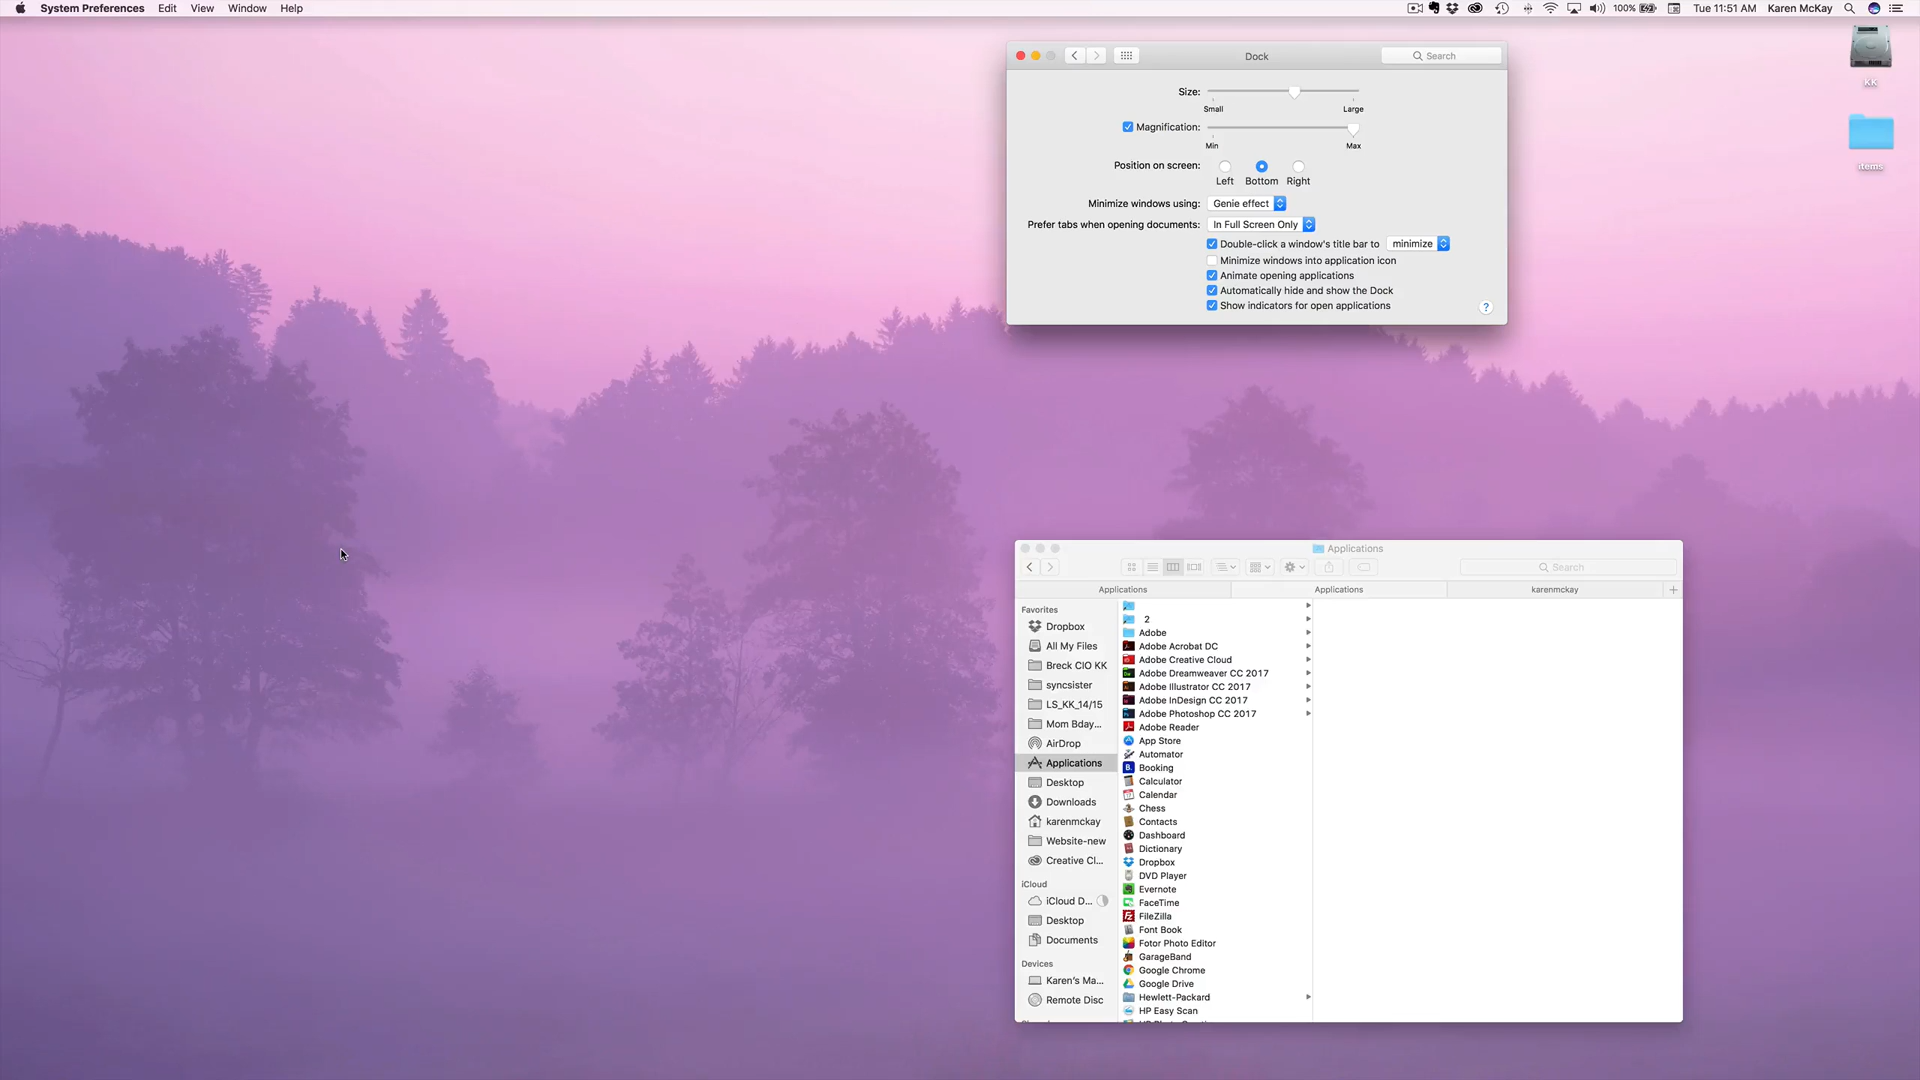 System Preferences Edit View Window Help
100% Tue 11:51 AM Karen McKay
kk
items
Dock
Search
Size:
Small Large
Magnification:
Min Max
Position on screen:
Left Bottom Right
Minimize windows using: Genie effect
Prefer tabs when opening documents: In Full Screen Only
Double-click a window's title bar to minimize
Minimize windows into application icon
Animate opening applications
Automatically hide and show the Dock
Show indicators for open applications
?
Applications
Search
Applications Applications karenmckay +
Favorites
Dropbox
All My Files
Breck CIO KK
syncsister
LS_KK_14/15
Mom Bday...
AirDrop
Applications
Desktop
Downloads
karenmckay
Website-new
Creative Cl...
iCloud
iCloud D...
Desktop
Documents
Devices
Karen's Ma...
Remote Disc
2
Adobe
Adobe Acrobat DC
Adobe Creative Cloud
Adobe Dreamweaver CC 2017
Adobe Illustrator CC 2017
Adobe InDesign CC 2017
Adobe Photoshop CC 2017
Adobe Reader
App Store
Automator
Booking
Calculator
Calendar
Chess
Contacts
Dashboard
Dictionary
Dropbox
DVD Player
Evernote
FaceTime
FileZilla
Font Book
Fotor Photo Editor
GarageBand
Google Chrome
Google Drive
Hewlett-Packard
HP Easy Scan